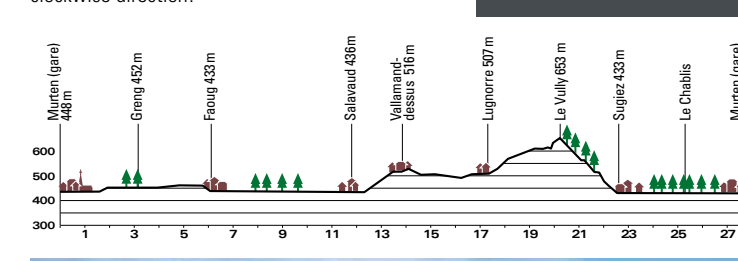 clockwise direction.
Murten (gare)
448 m
Greng 452 m
Faoug 433 m
Salavaud 436 m
Vallamand-
dessus 516 m
Lugnorre 507 m
Le Vully 653 m
Sugiez 433 m
Le Chablis
Murten (gare)
600
500
400
300
1 3 5 7 9 11 13 15 17 19 21 23 25 27